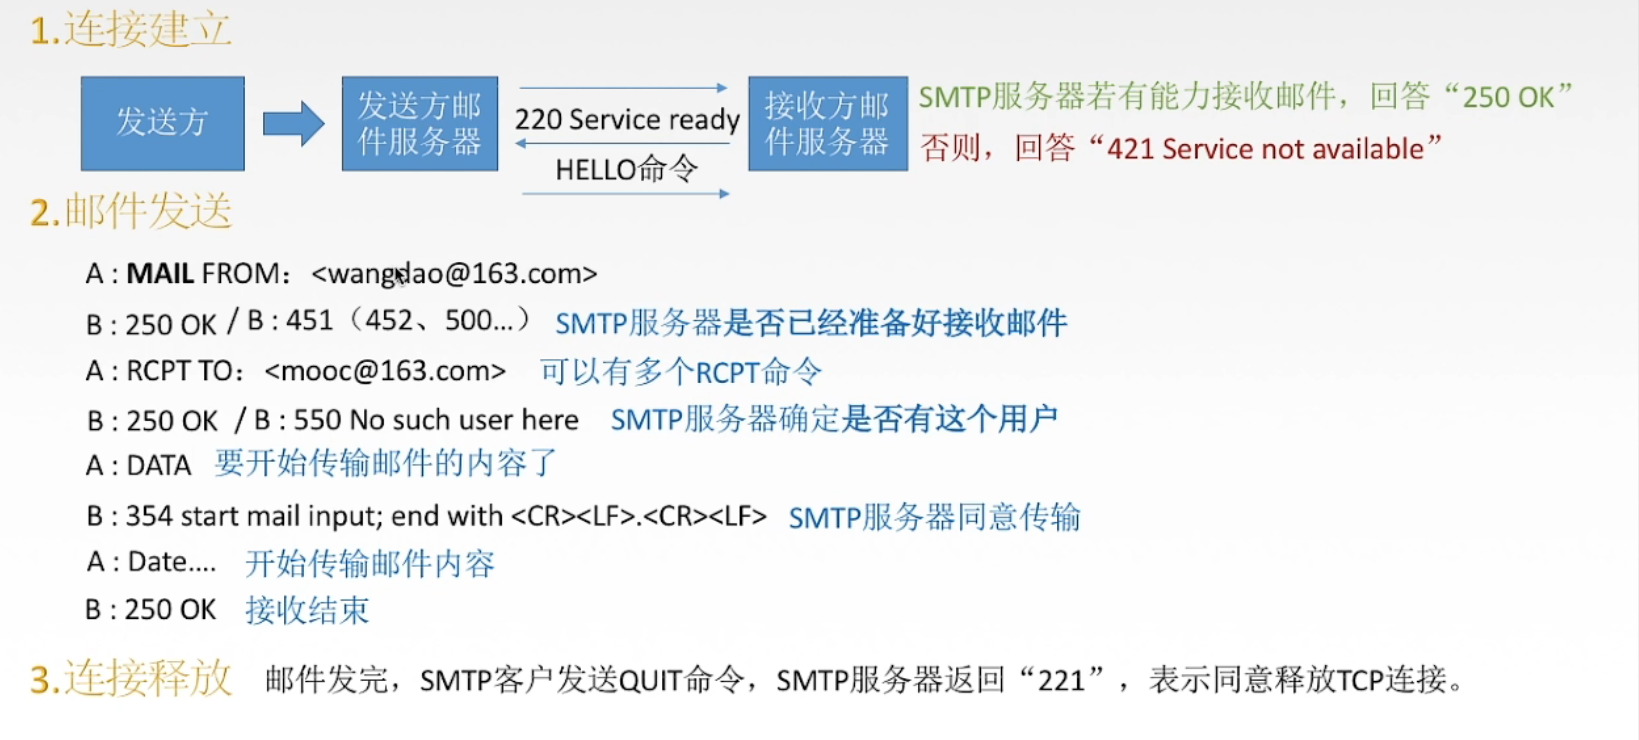 1.连接建立
发送方
发送方邮
件服务器
220 Service ready
HELLO命令
接收方邮
件服务器
SMTP服务器若有能力接收邮件，回答“250 OK”
否则，回答“421 Service not available”
2.邮件发送
A : MAIL FROM：<wangdao@163.com>
B : 250 OK / B : 451（452、500...） SMTP服务器是否已经准备好接收邮件
A : RCPT TO：<mooc@163.com> 可以有多个RCPT命令
B : 250 OK / B : 550 No such user here SMTP服务器确定是否有这个用户
A : DATA 要开始传输邮件的内容了
B : 354 start mail input; end with <CR><LF>.<CR><LF> SMTP服务器同意传输
A : Date.... 开始传输邮件内容
B : 250 OK 接收结束
3.连接释放 邮件发完，SMTP客户发送QUIT命令，SMTP服务器返回“221”，表示同意释放TCP连接。